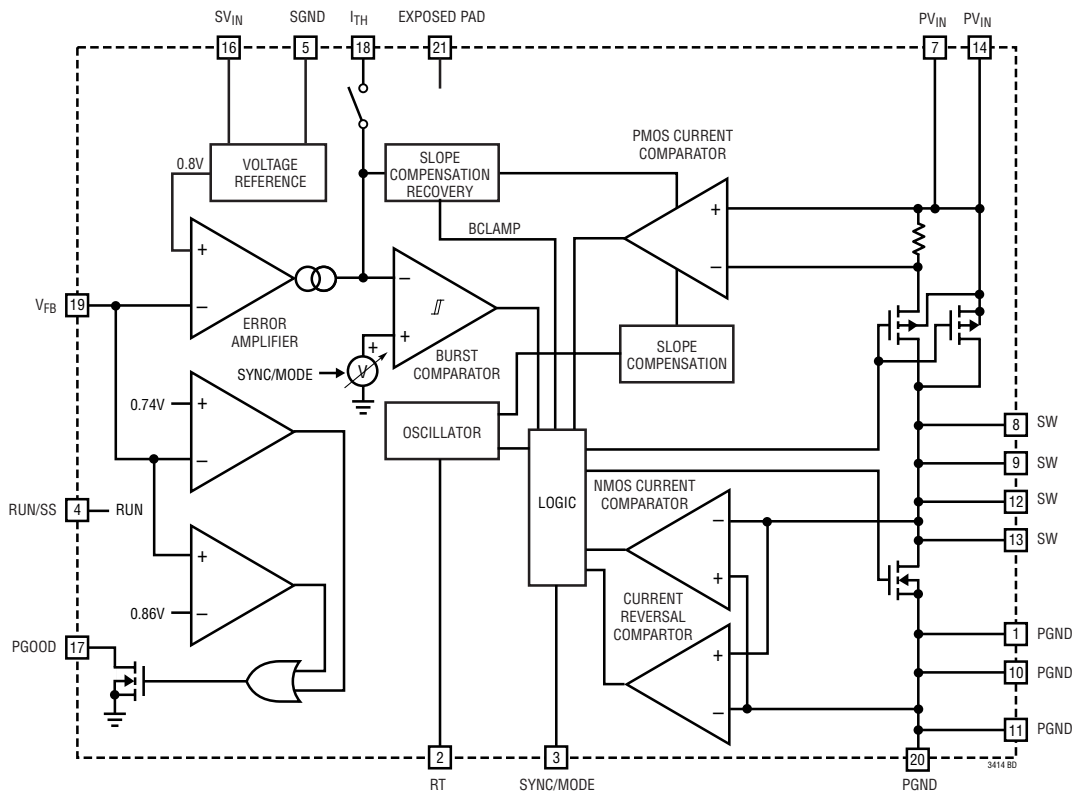 SVIN
SGND
ITH
EXPOSED PAD
PVIN
PVIN
16
5
18
21
7
14
0.8V
VOLTAGE
REFERENCE
SLOPE
COMPENSATION
RECOVERY
PMOS CURRENT
COMPARATOR
BCLAMP
+
–
ERROR
AMPLIFIER
VFB
19
–
+
BURST
COMPARATOR
SYNC/MODE
+
V
+
–
SLOPE
COMPENSATION
0.74V
+
–
OSCILLATOR
LOGIC
8
SW
9
SW
12
SW
13
SW
RUN/SS
4
RUN
NMOS CURRENT
COMPARATOR
–
+
+
–
0.86V
CURRENT
REVERSAL
COMPARTOR
+
–
PGOOD
17
1
PGND
10
PGND
11
PGND
2
RT
3
SYNC/MODE
20
PGND
3414 BD